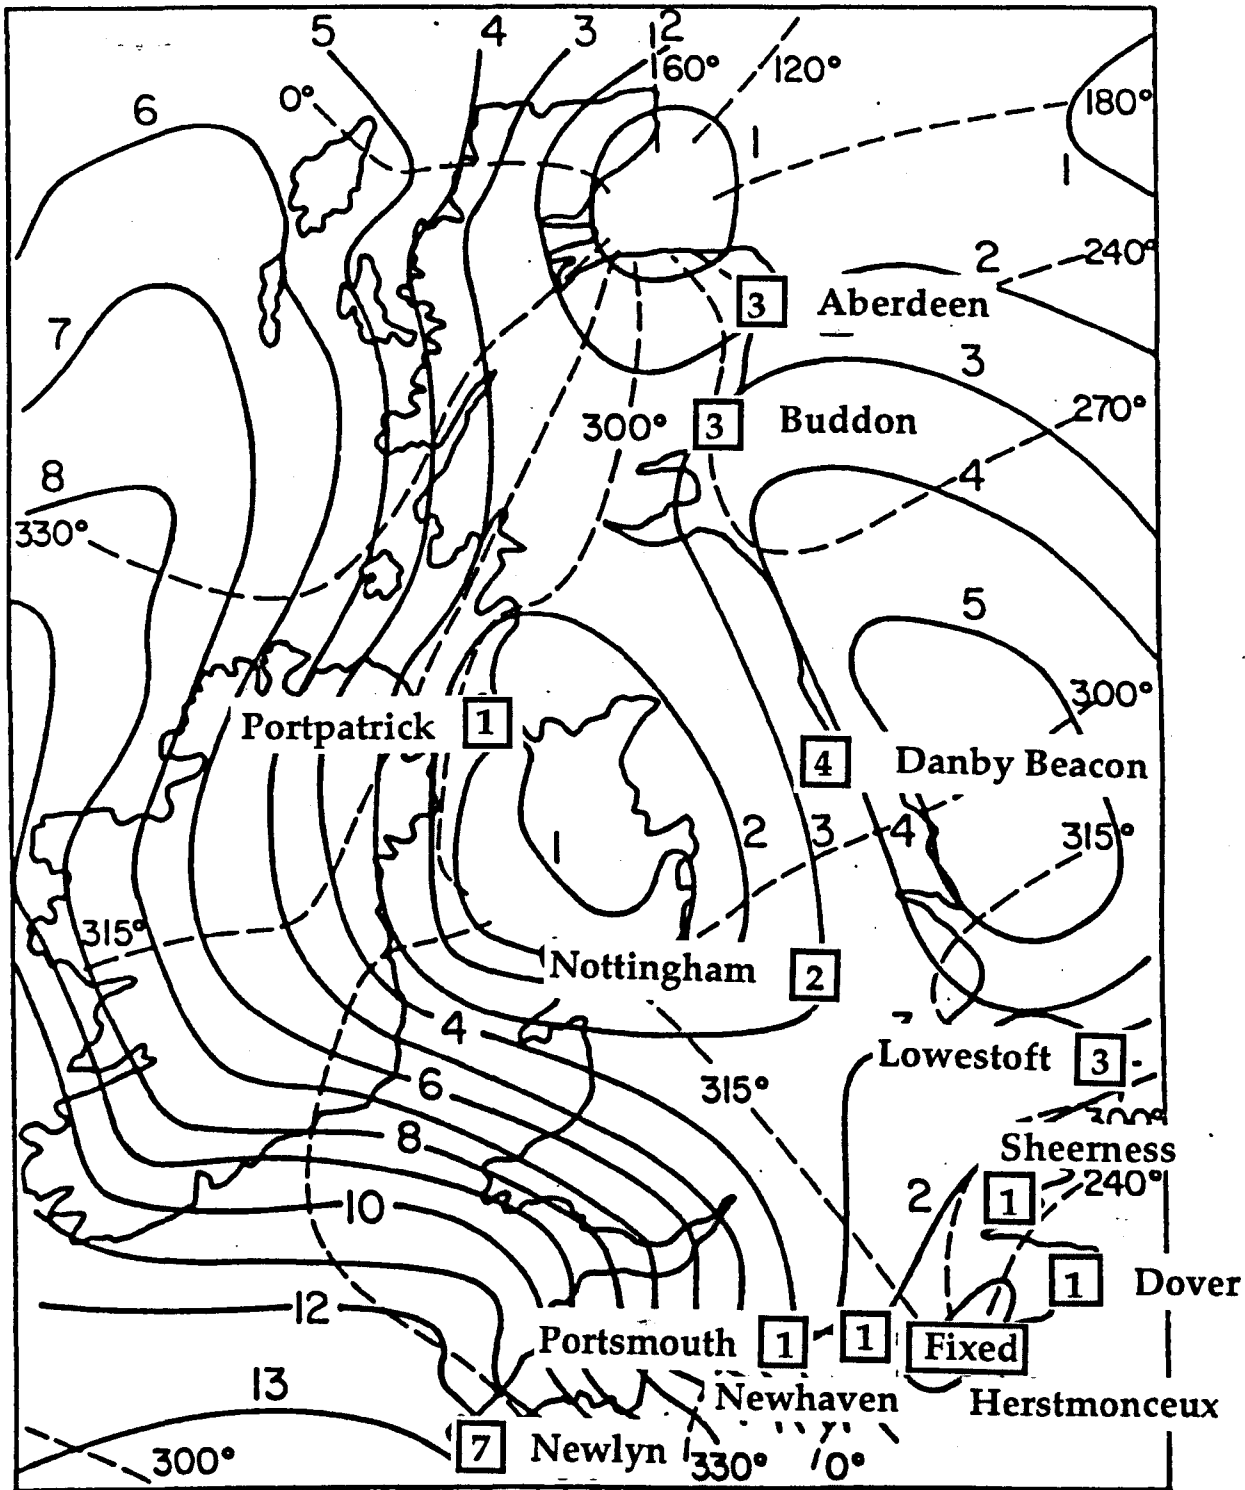 5 4 3 2
60° 120°
0°
6 180°
1
1
2 240°
3 Aberdeen
7 3
270°
300° 3 Buddon
8 4
330°
5
300°
Portpatrick 1
4 Danby Beacon
1 2 3 4 315°
315°
Nottingham 2
4
Lowestoft 3
6 315°
300°
8 Sheerness
2 1 240°
10
1 Dover
12
Portsmouth 1 1 Fixed
13 Newhaven Herstmonceux
7 Newlyn
300° 330° 0°